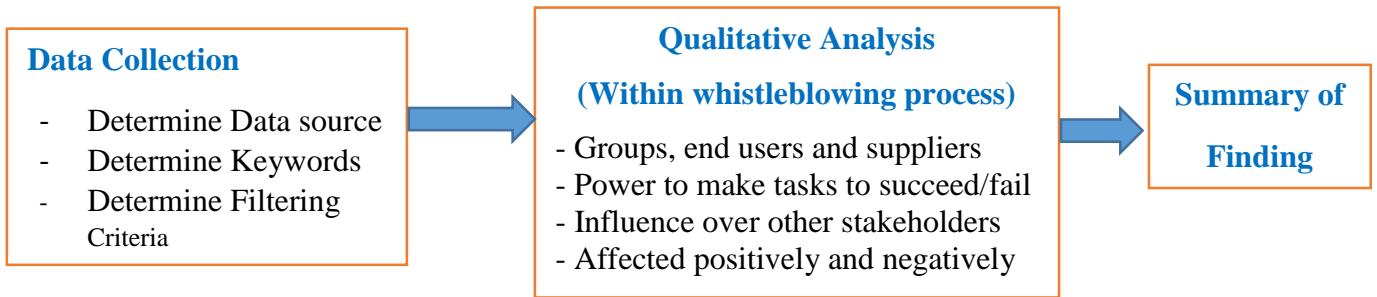 Data Collection
- Determine Data source
- Determine Keywords
- Determine Filtering
Criteria
Qualitative Analysis
(Within whistleblowing process)
- Groups, end users and suppliers
- Power to make tasks to succeed/fail
- Influence over other stakeholders
- Affected positively and negatively
Summary of
Finding